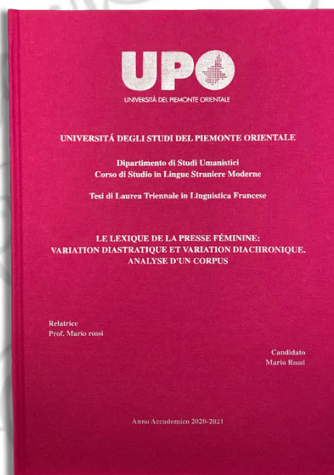 UPO
UNIVERSITÀ DEL PIEMONTE ORIENTALE
UNIVERSITÁ DEGLI STUDI DEL PIEMONTE ORIENTALE
Dipartimento di Studi Umanistici
Corso di Studio in Lingue Straniere Moderne
Tesi di Laurea Triennale in Linguistica Francese
LE LEXIQUE DE LA PRESSE FÉMININE:
VARIATION DIASTRATIQUE ET VARIATION DIACHRONIQUE.
ANALYSE D'UN CORPUS
Relatrice
Prof. Mario rossi
Candidato
Mario Rossi
Anno Accademico 2020-2021